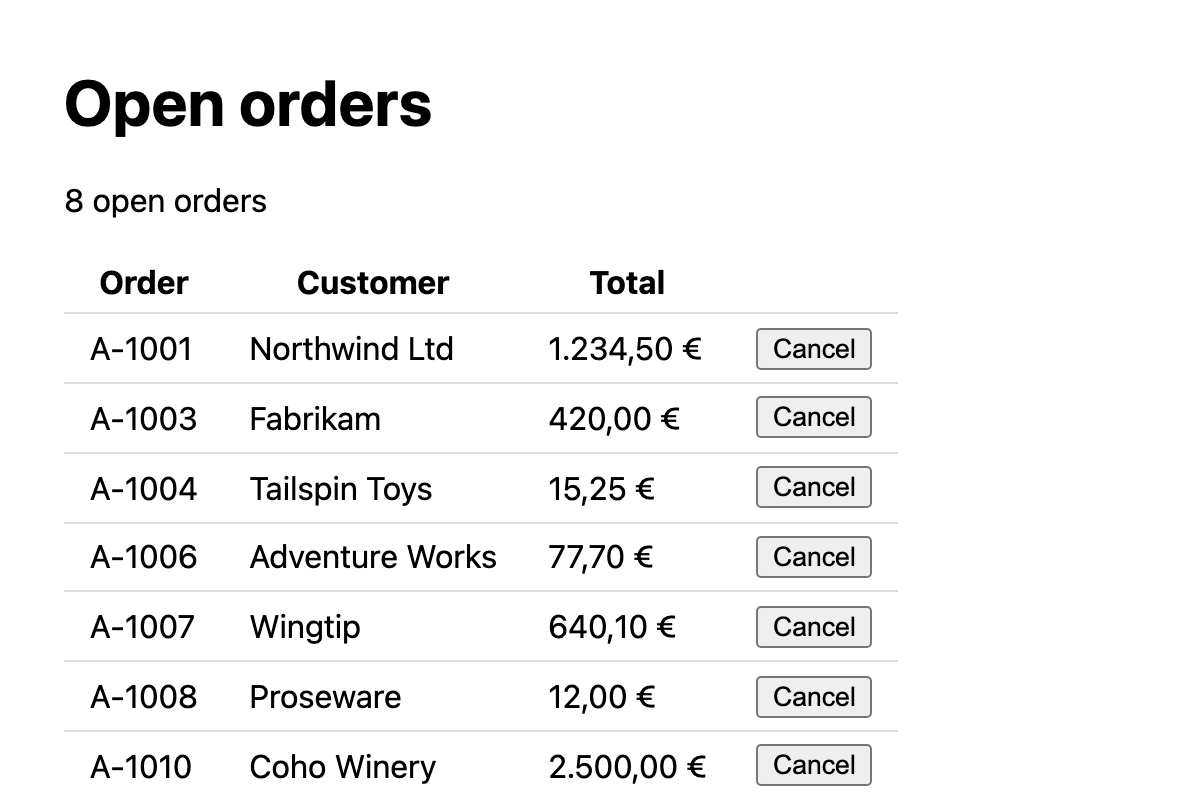 Open orders
8 open orders
Order Customer Total
A-1001 Northwind Ltd 1.234,50 € Cancel
A-1003 Fabrikam 420,00 € Cancel
A-1004 Tailspin Toys 15,25 € Cancel
A-1006 Adventure Works 77,70 € Cancel
A-1007 Wingtip 640,10 € Cancel
A-1008 Proseware 12,00 € Cancel
A-1010 Coho Winery 2.500,00 € Cancel